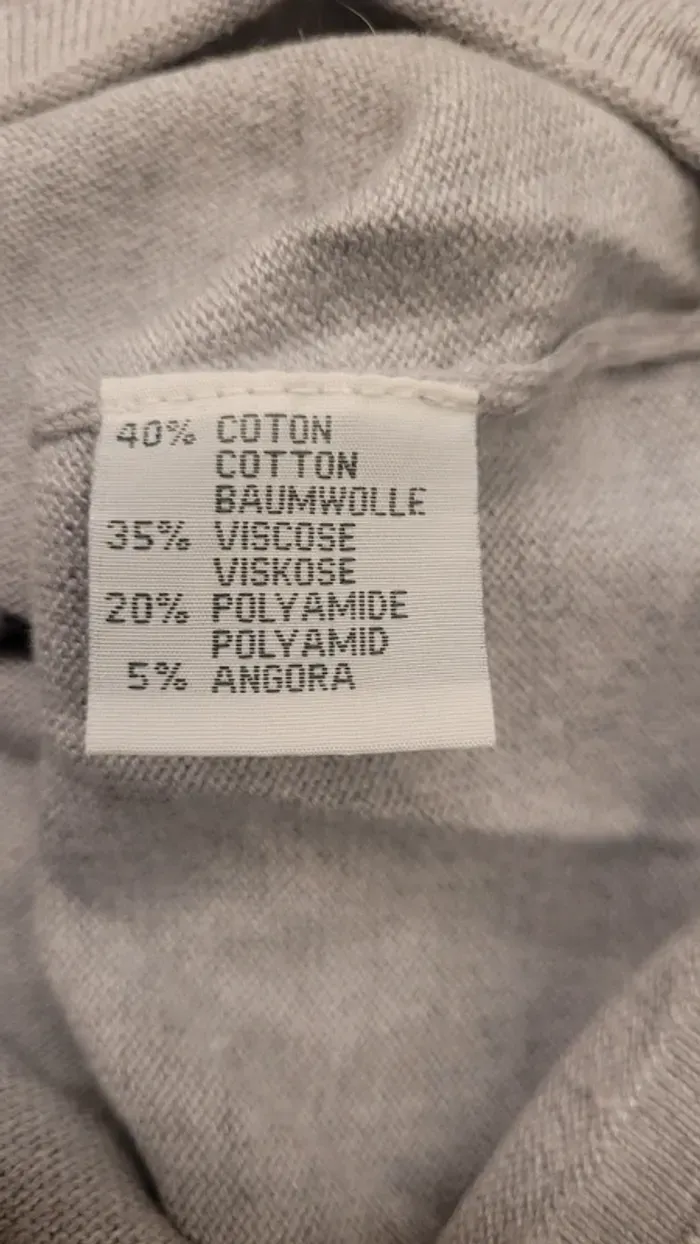 40% COTON
COTTON
BAUMWOLLE
35% VISCOSE
VISKOSE
20% POLYAMIDE
POLYAMID
5% ANGORA